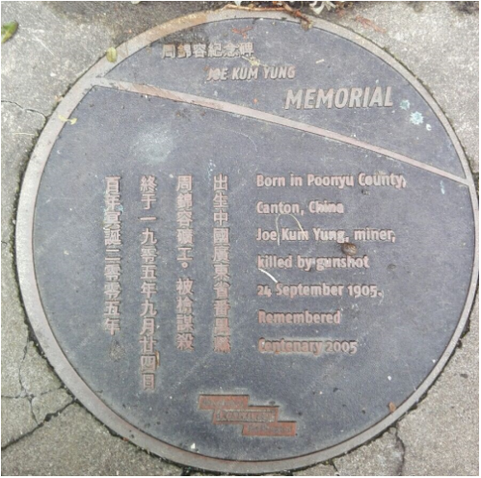 周錦容紀念碑
JOE KUM YUNG
MEMORIAL
Born in Poonyu County,
Canton, China
Joe Kum Yung, miner,
killed by gunshot
24 September 1905.
Remembered
Centenary 2005
出生中國廣東省番禺縣
周錦容礦工。被槍謀殺
終于一九零五年九月廿四日
百年冥誕二零零五年